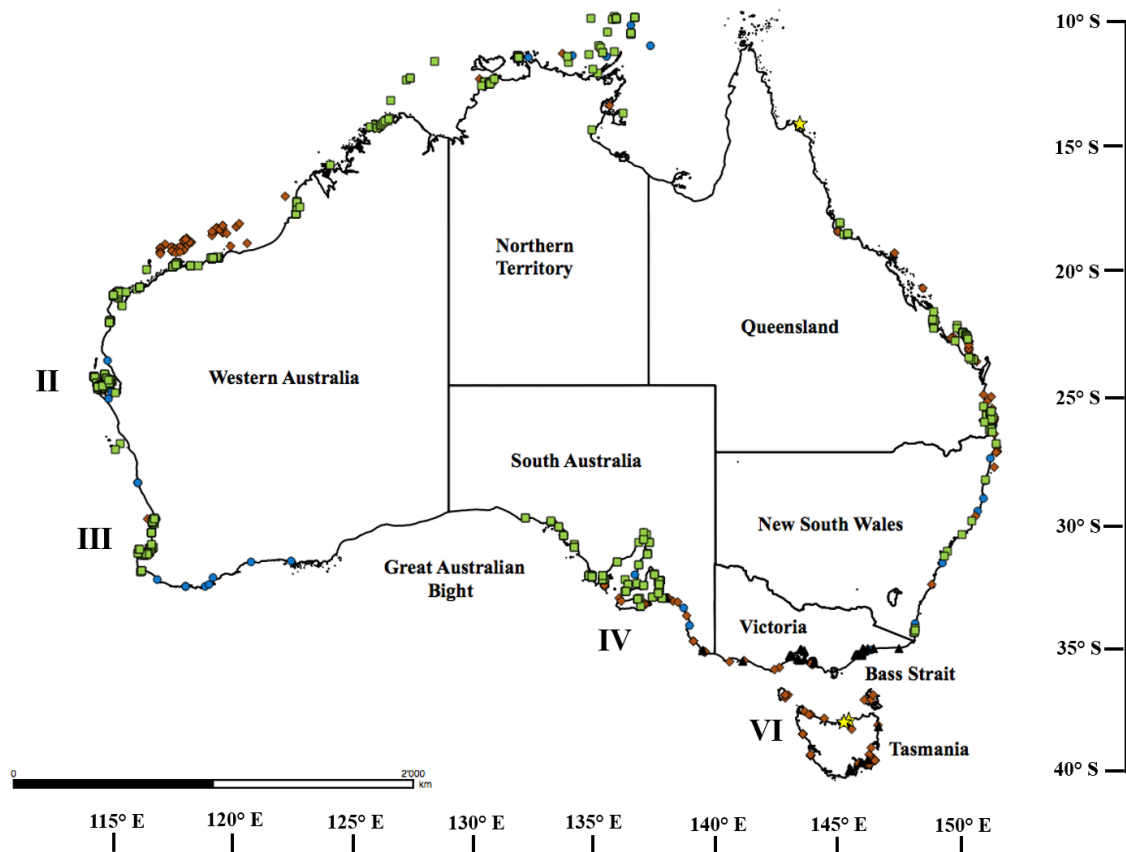 10° S
15° S
Northern
Territory
20° S
Queensland
II
Western Australia
25° S
South Australia
New South Wales
30° S
III
Great Australian
Bight
IV
Victoria
35° S
Bass Strait
VI
Tasmania
40° S
0
2'000
km
115° E
120° E
125° E
130° E
135° E
140° E
145° E
150° E